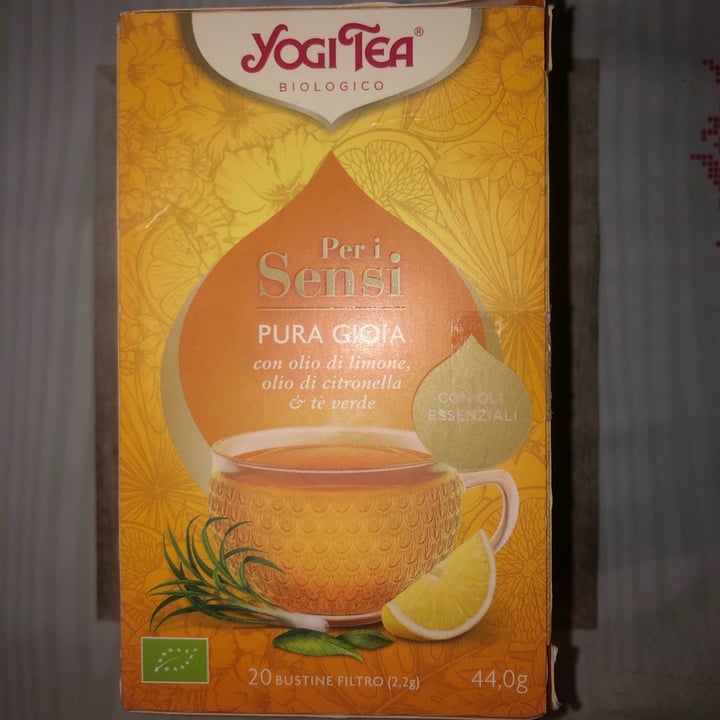 YOGI TEA®
BIOLOGICO
Per i
Sensi
PURA GIOIA
con olio di limone,
olio di citronella
& tè verde
CON OLI
ESSENZIALI
20 BUSTINE FILTRO (2,2g)
44,0g